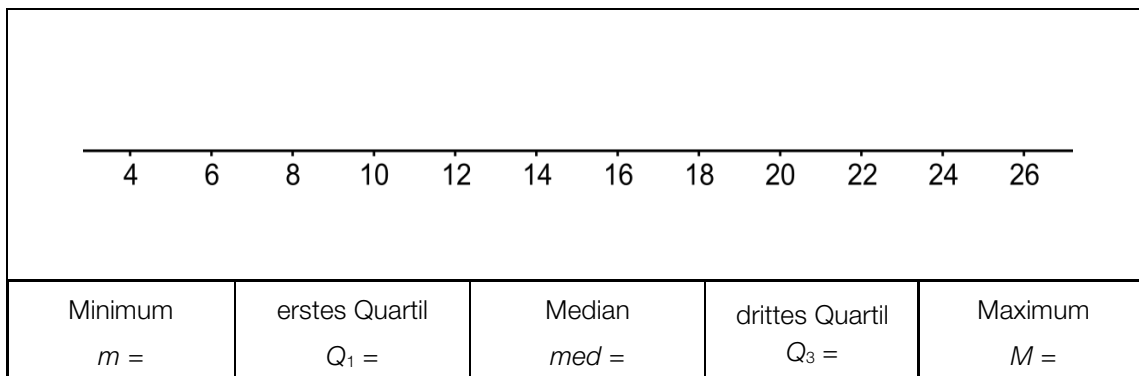 4 6 8 10 12 14 16 18 20 22 24 26
Minimum erstes Quartil Median drittes Quartil Maximum
m = Q₁ = med = Q₃ = M =